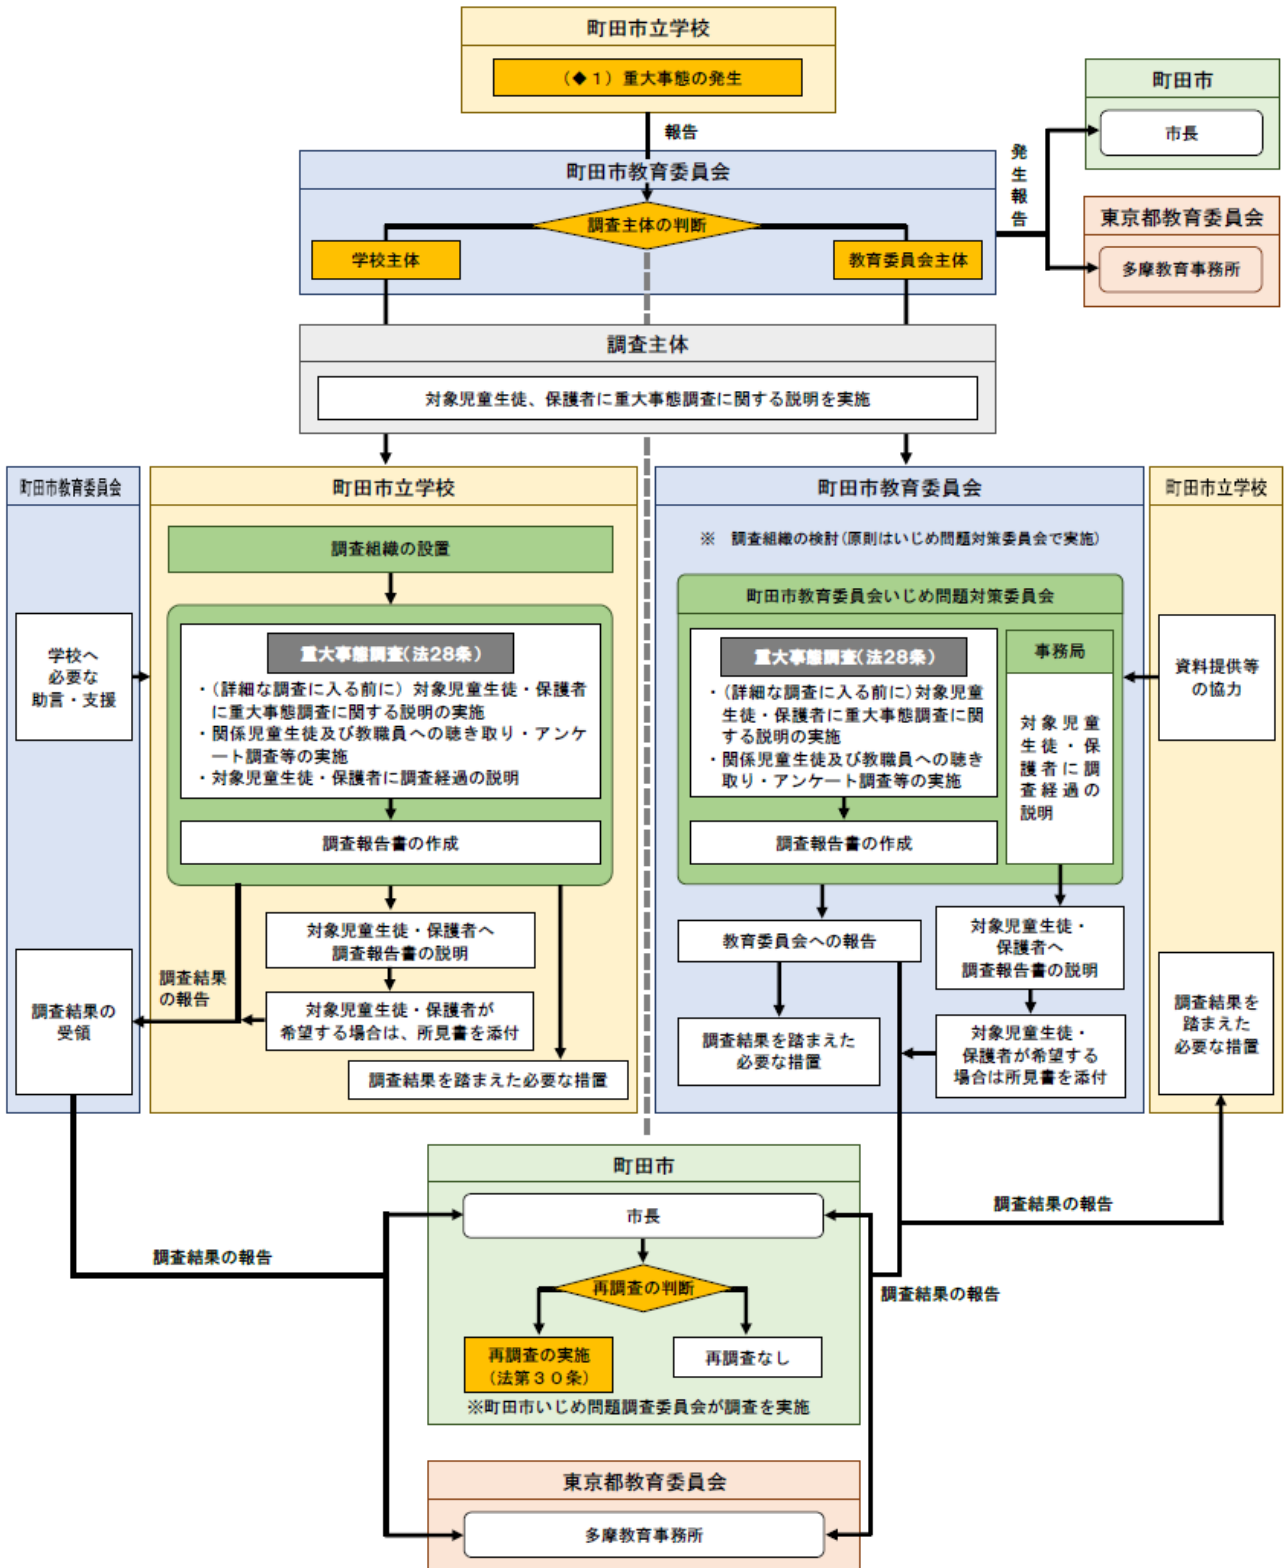 町田市立学校
(◆1)重大事態の発生
報告
町田市
市長
発生報告
東京都教育委員会
多摩教育事務所
町田市教育委員会
調査主体の判断
学校主体
教育委員会主体
調査主体
対象児童生徒、保護者に重大事態調査に関する説明を実施
町田市教育委員会
学校へ
必要な
助言・支援
調査結果の
受領
町田市立学校
調査組織の設置
重大事態調査(法28条)
・(詳細な調査に入る前に)対象児童生徒・保護者
に重大事態調査に関する説明の実施
・関係児童生徒及び教職員への聴き取り・アンケ
ート調査等の実施
・対象児童生徒・保護者に調査経過の説明
調査報告書の作成
対象児童生徒・保護者へ
調査報告書の説明
調査結果
の報告
対象児童生徒・保護者が
希望する場合は、所見書を添付
調査結果を踏まえた必要な措置
町田市教育委員会
※ 調査組織の検討(原則はいじめ問題対策委員会で実施)
町田市教育委員会いじめ問題対策委員会
重大事態調査(法28条)
・(詳細な調査に入る前に)対象児童
生徒・保護者に重大事態調査に関
する説明の実施
・関係児童生徒及び教職員への聴き
取り・アンケート調査等の実施
調査報告書の作成
事務局
対象児童
生徒・保
護者に調
査経過の
説明
教育委員会への報告
調査結果を踏まえた
必要な措置
対象児童生徒・
保護者へ
調査報告書の説明
対象児童生徒・
保護者が希望する
場合は所見書を添付
町田市立学校
資料提供等
の協力
調査結果を
踏まえた
必要な措置
調査結果の報告
調査結果の報告
調査結果の報告
町田市
市長
再調査の判断
再調査の実施
(法第30条)
再調査なし
※町田市いじめ問題調査委員会が調査を実施
東京都教育委員会
多摩教育事務所